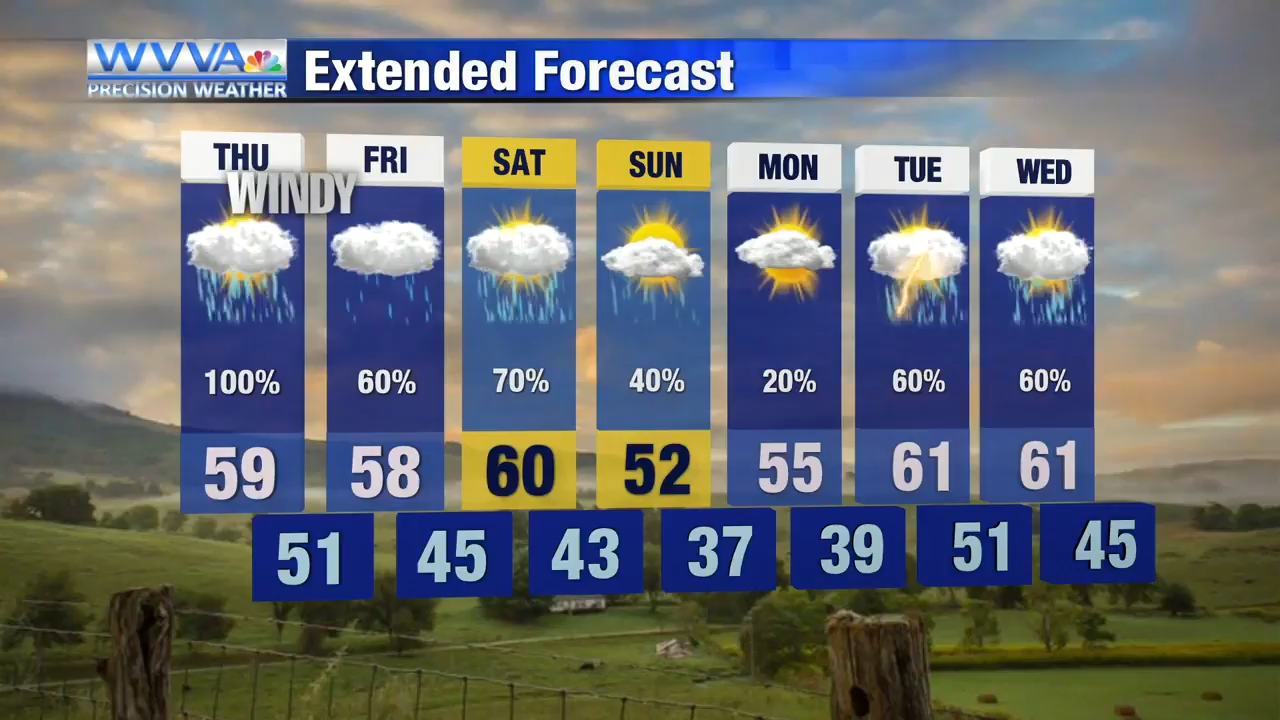 WVVA
PRECISION WEATHER
Extended Forecast
THU FRI SAT SUN MON TUE WED
WINDY
100% 60% 70% 40% 20% 60% 60%
59 58 60 52 55 61 61
51 45 43 37 39 51 45